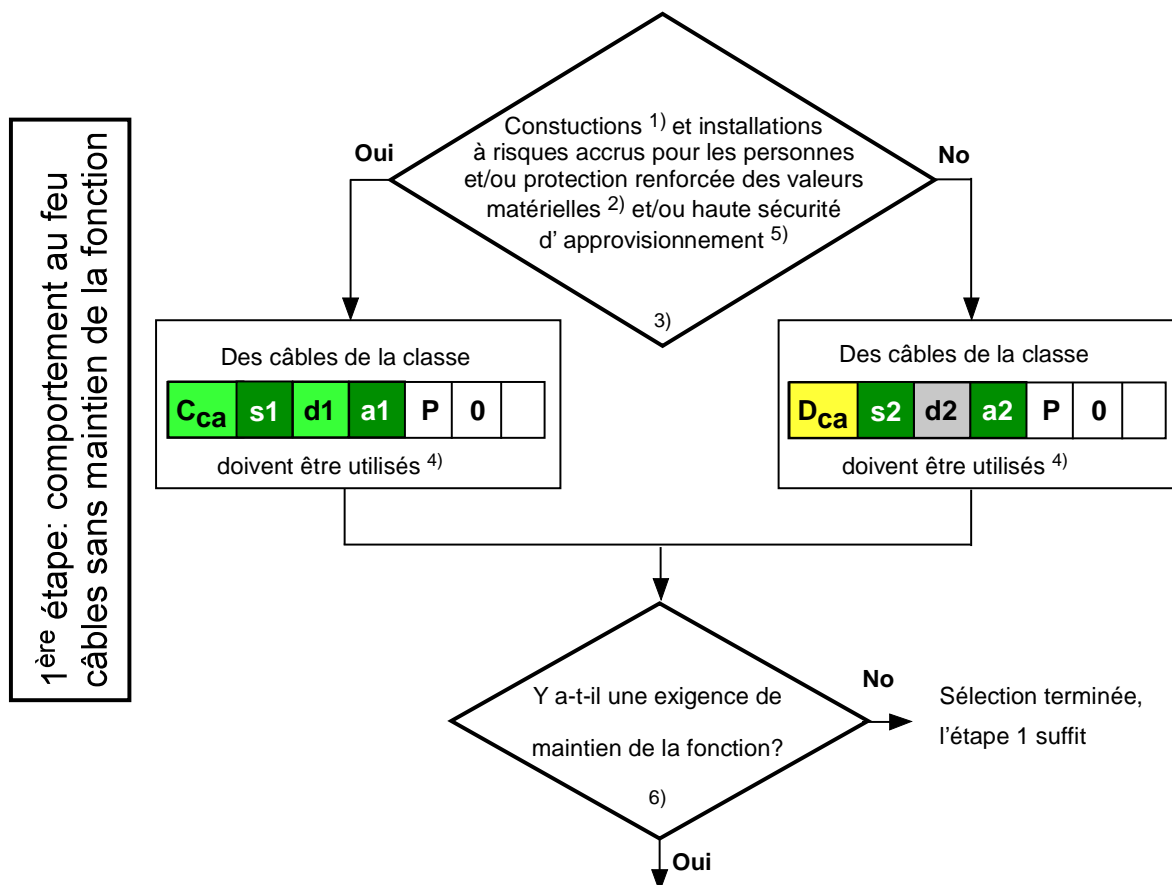 1ère étape: comportement au feu
câbles sans maintien de la fonction
Constuctions 1) et installations
à risques accrus pour les personnes
et/ou protection renforcée des valeurs
matérielles 2) et/ou haute sécurité
d' approvisionnement 5)
3)
Oui
No
Des câbles de la classe
Cca s1 d1 a1 P 0
doivent être utilisés 4)
Des câbles de la classe
Dca s2 d2 a2 P 0
doivent être utilisés 4)
Y a-t-il une exigence de
maintien de la fonction?
6)
No
Sélection terminée,
l'étape 1 suffit
Oui